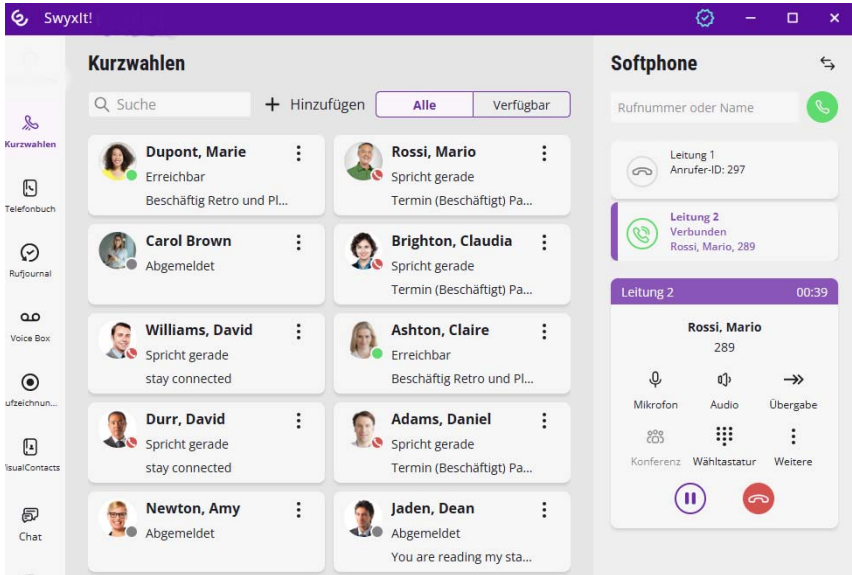 SwyxIt!
Kurzwahlen
Telefonbuch
Rufjournal
Voice Box
ufzeichnun...
isualContacts
Chat
Kurzwahlen
Suche
+ Hinzufügen
Alle
Verfügbar
Dupont, Marie
Erreichbar
Beschäftig Retro und Pl...
Rossi, Mario
Spricht gerade
Termin (Beschäftigt) Pa...
Carol Brown
Abgemeldet
Brighton, Claudia
Spricht gerade
Termin (Beschäftigt) Pa...
Williams, David
Spricht gerade
stay connected
Ashton, Claire
Erreichbar
Beschäftig Retro und Pl...
Durr, David
Spricht gerade
stay connected
Adams, Daniel
Spricht gerade
Termin (Beschäftigt) Pa...
Newton, Amy
Abgemeldet
Jaden, Dean
Abgemeldet
You are reading my sta...
Softphone
Rufnummer oder Name
Leitung 1
Anrufer-ID: 297
Leitung 2
Verbunden
Rossi, Mario, 289
Leitung 2 00:39
Rossi, Mario
289
Mikrofon Audio Übergabe
Konferenz Wähltastatur Weitere